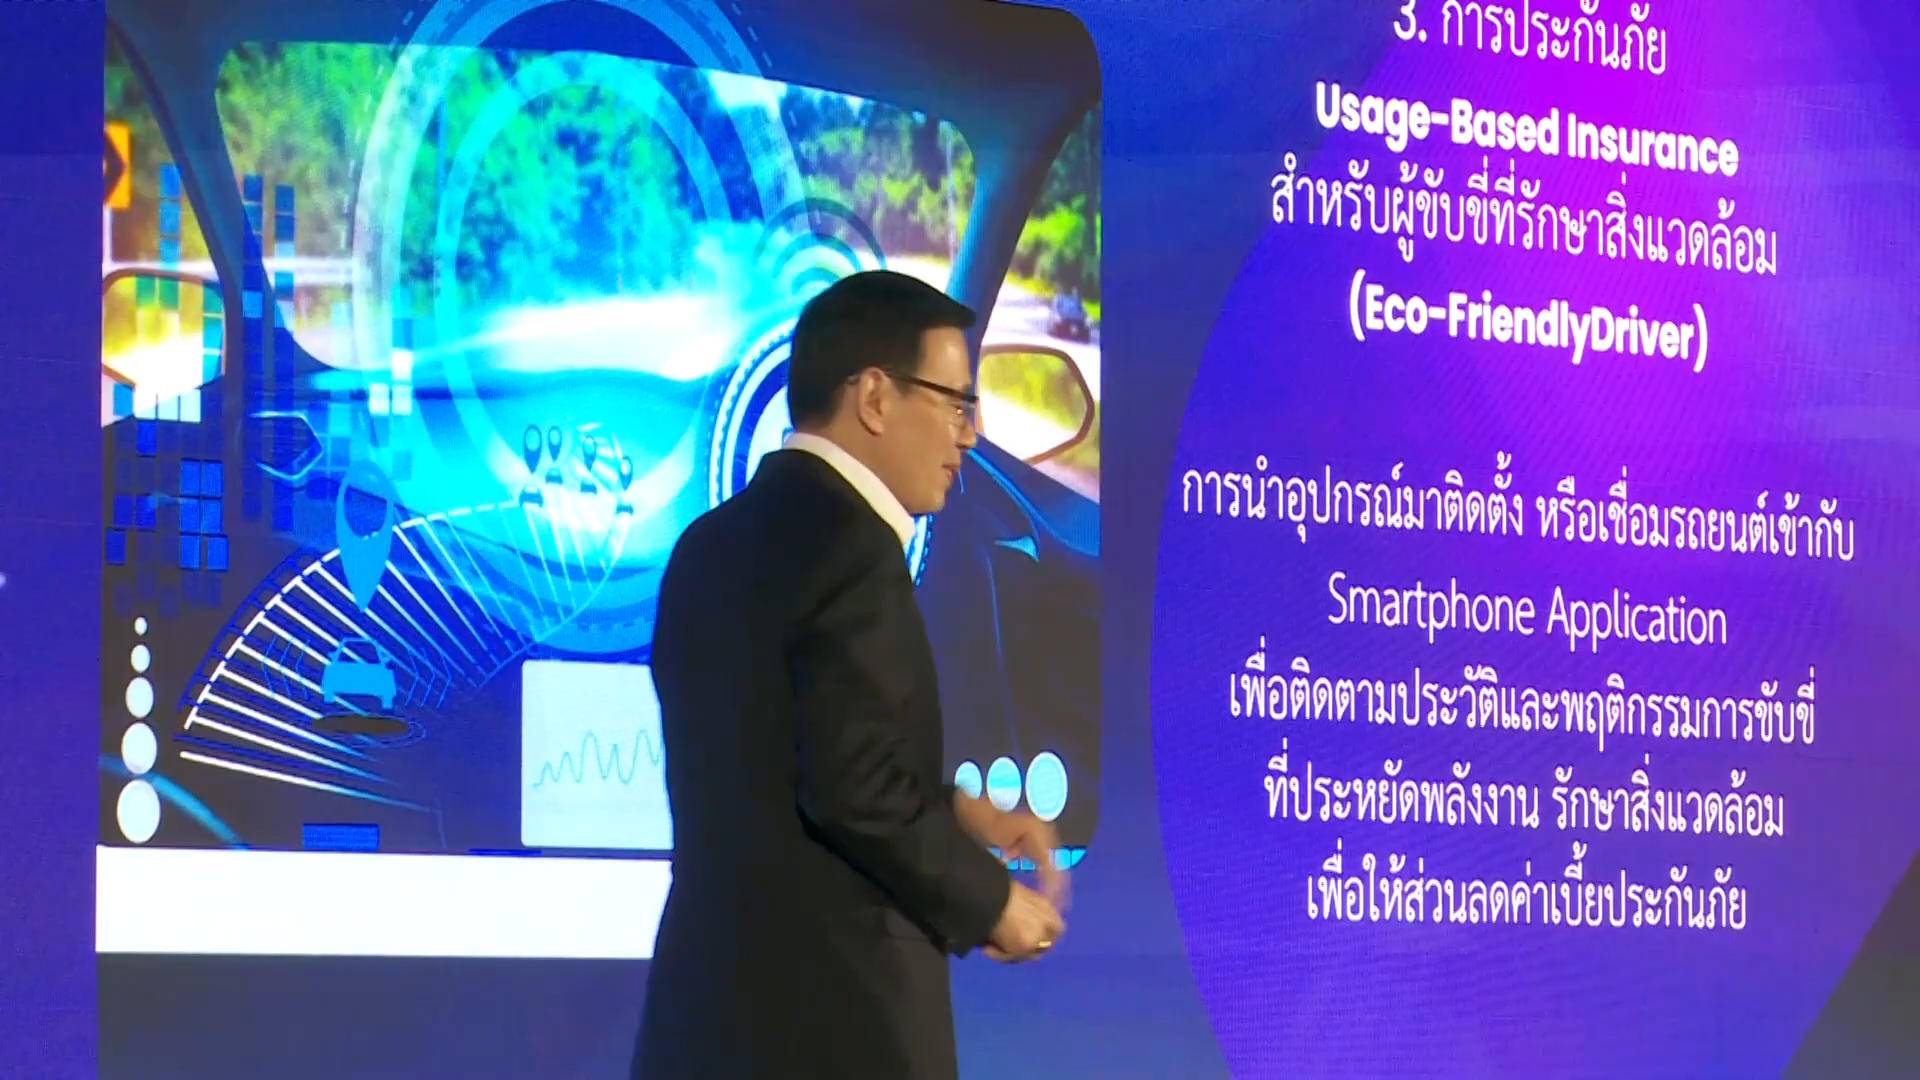 3. การประกันภัย
Usage-Based Insurance
สำหรับผู้ขับขี่ที่รักษาสิ่งแวดล้อม
(Eco-FriendlyDriver)
การนำอุปกรณ์มาติดตั้ง หรือเชื่อมรถยนต์เข้ากับ
Smartphone Application
เพื่อติดตามประวัติและพฤติกรรมการขับขี่
ที่ประหยัดพลังงาน รักษาสิ่งแวดล้อม
เพื่อให้ส่วนลดค่าเบี้ยประกันภัย